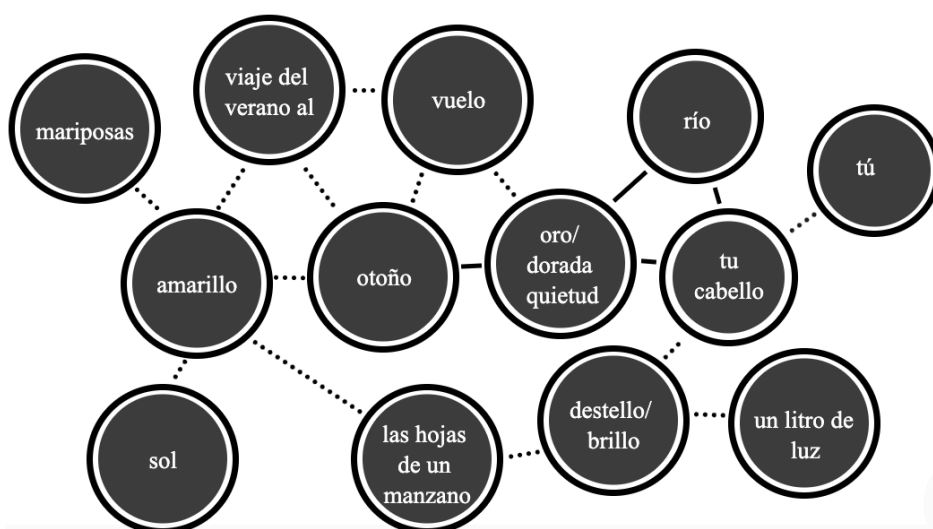 mariposas
viaje del
verano al
vuelo
río
tú
amarillo
otoño
oro/
dorada
quietud
tu
cabello
sol
las hojas
de un
manzano
destello/
brillo
un litro de
luz